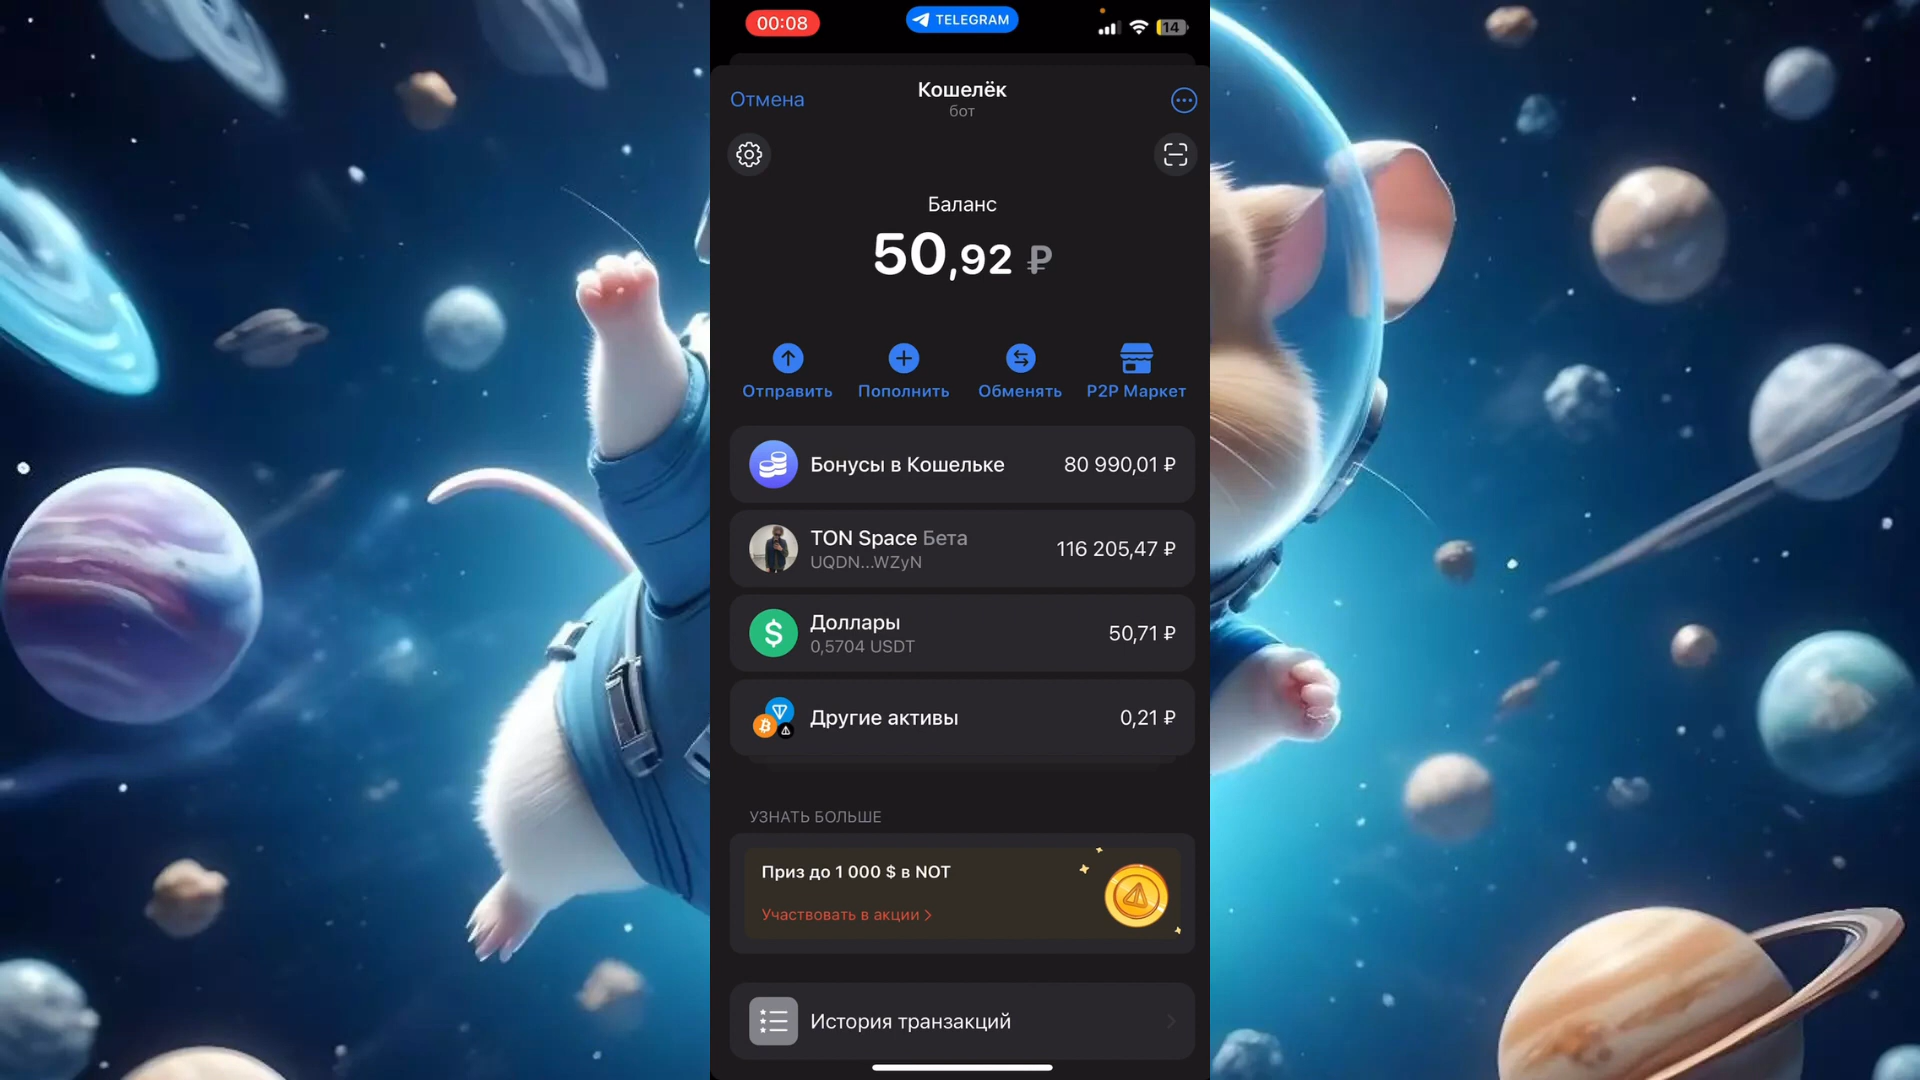 00:08
TELEGRAM
14
Отмена
Кошелёк
бот
Баланс
50,92 ₽
Отправить
Пополнить
Обменять
P2P Маркет
Бонусы в Кошельке
80 990,01 ₽
TON Space Бета
UQDN...WZyN
116 205,47 ₽
Доллары
0,5704 USDT
50,71 ₽
Другие активы
0,21 ₽
УЗНАТЬ БОЛЬШЕ
Приз до 1 000 $ в NOT
Участвовать в акции >
История транзакций